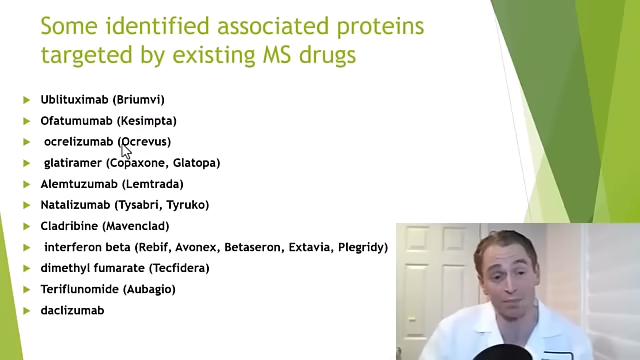 Some identified associated proteins
targeted by existing MS drugs
Ublituximab (Briumvi)
Ofatumumab (Kesimpta)
ocrelizumab (Ocrevus)
glatiramer (Copaxone, Glatopa)
Alemtuzumab (Lemtrada)
Natalizumab (Tysabri, Tyruko)
Cladribine (Mavenclad)
interferon beta (Rebif, Avonex, Betaseron, Extavia, Plegridy)
dimethyl fumarate (Tecfidera)
Teriflunomide (Aubagio)
daclizumab